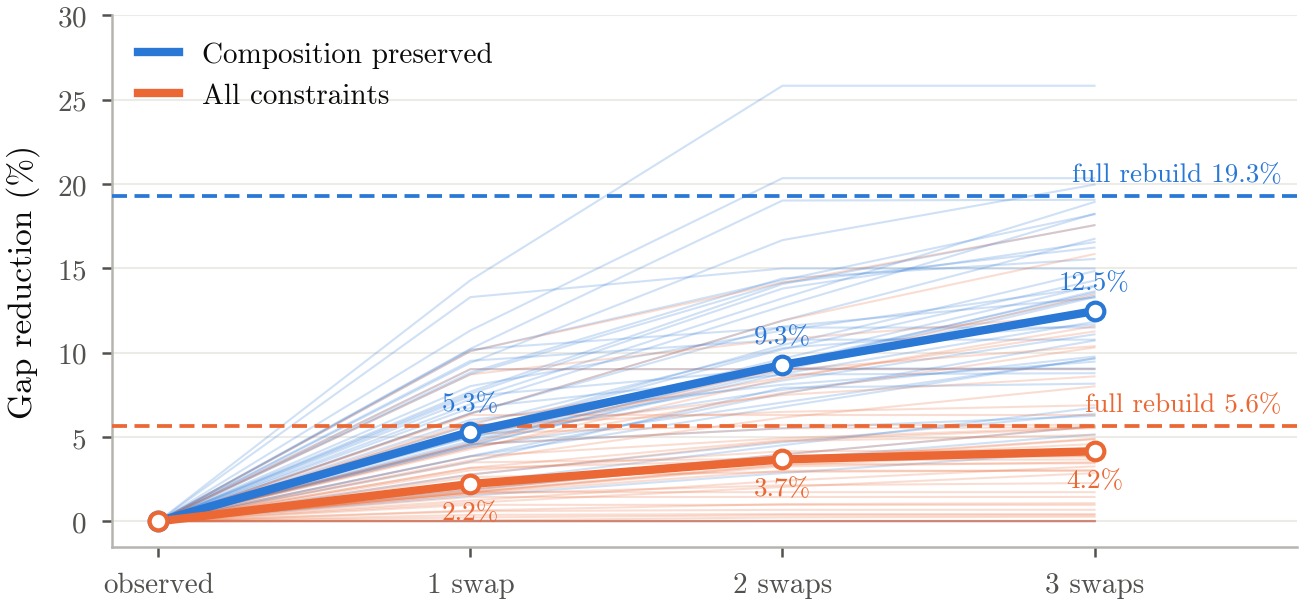 Gap reduction (%)
30
25
20
15
10
5
0
Composition preserved
All constraints
full rebuild 19.3%
12.5%
9.3%
5.3%
full rebuild 5.6%
4.2%
3.7%
2.2%
observed
1 swap
2 swaps
3 swaps